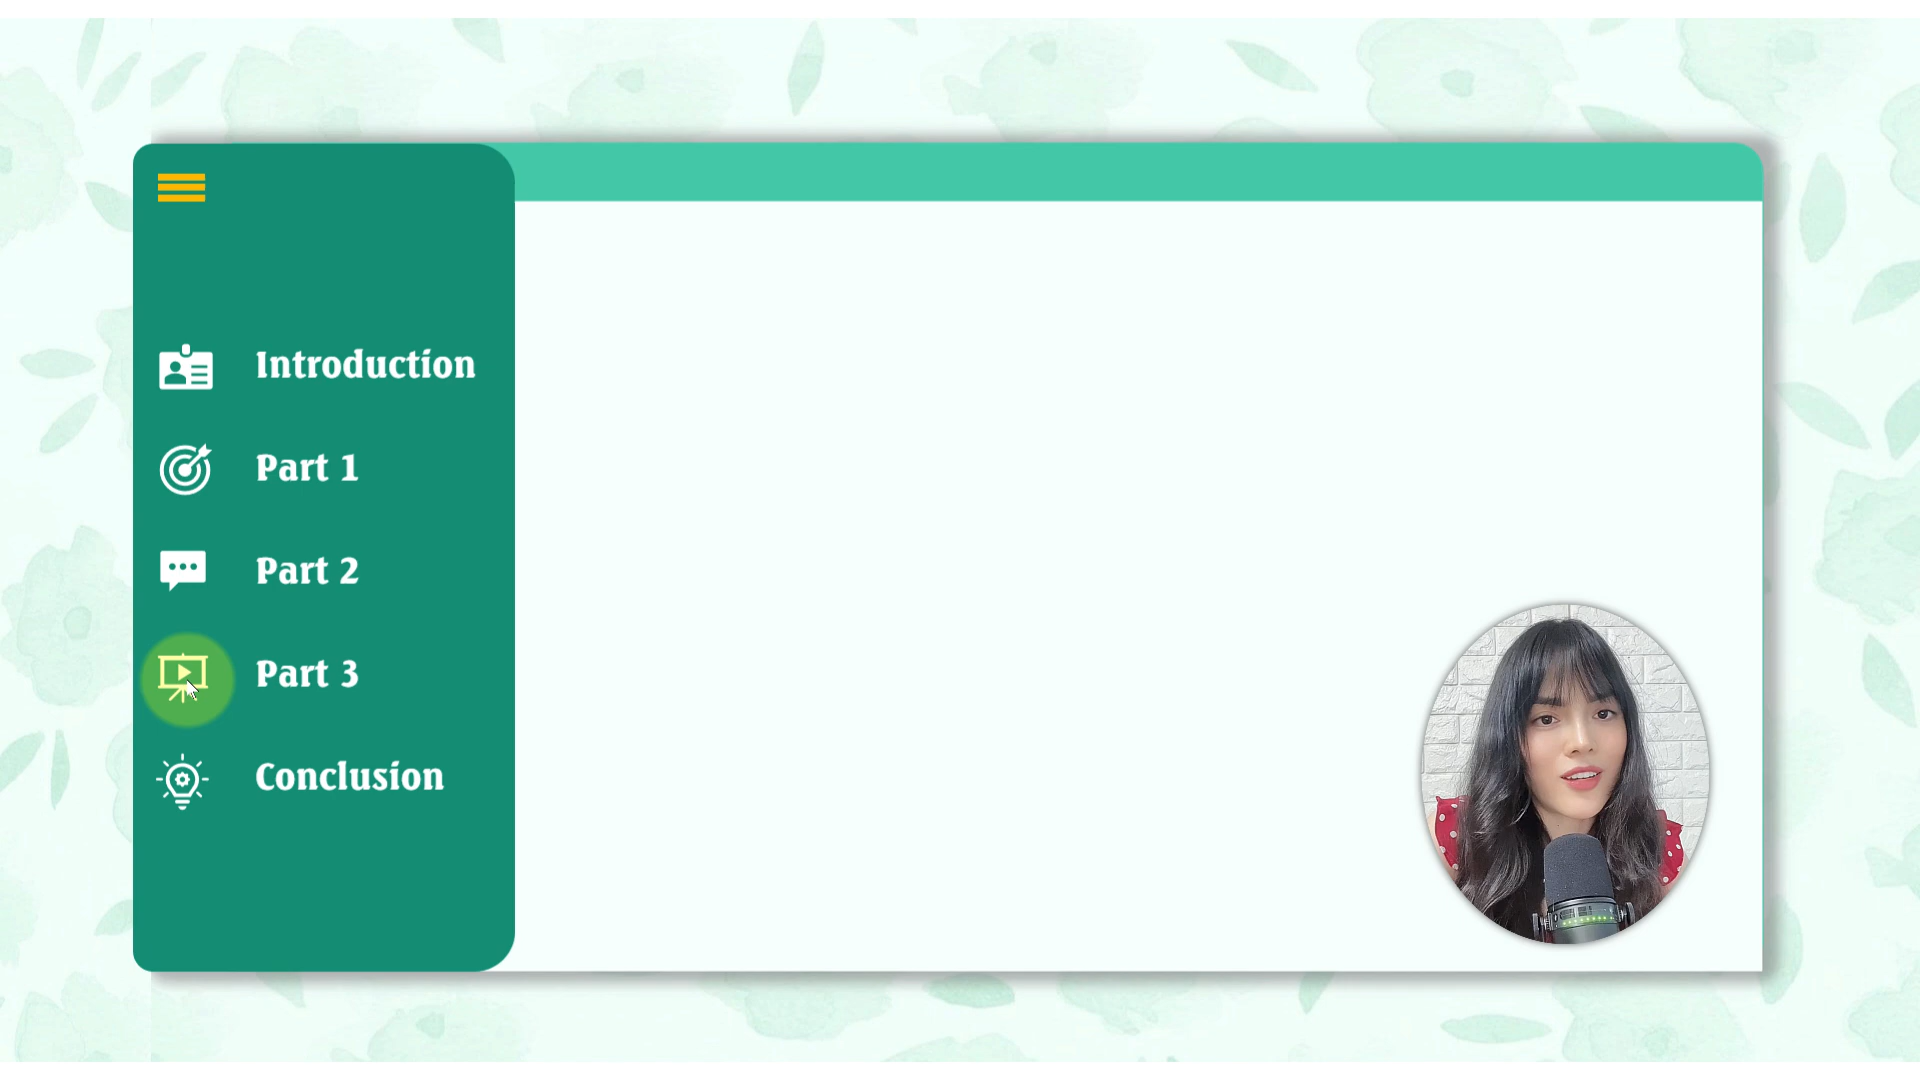 Introduction
Part 1
Part 2
Part 3
Conclusion